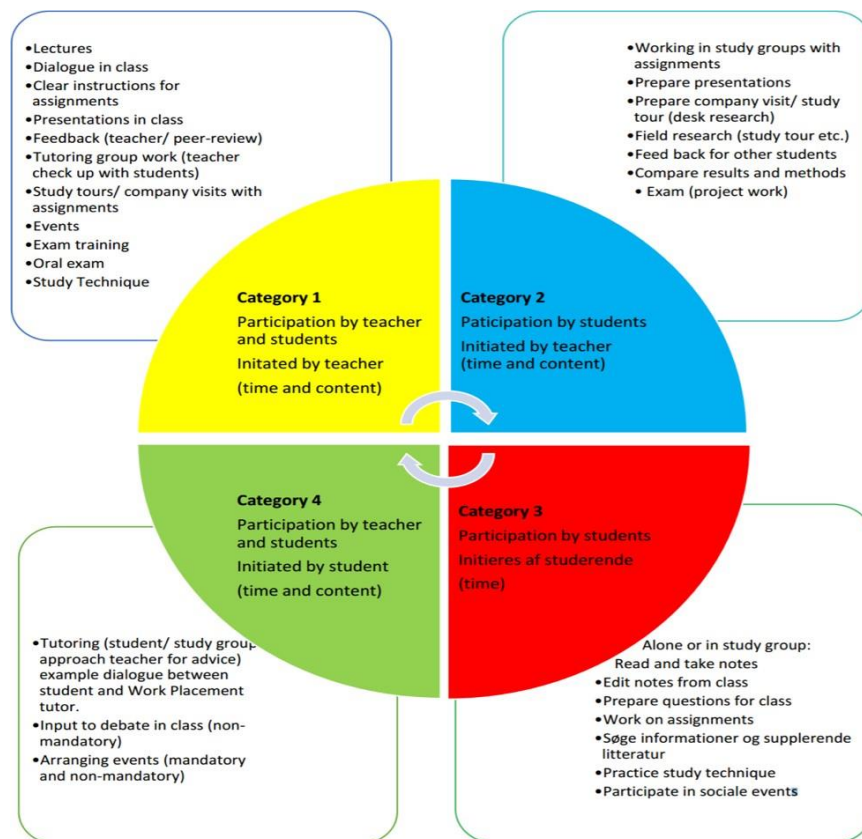 •Lectures
•Dialogue in class
•Clear instructions for
assignments
•Presentations in class
•Feedback (teacher/ peer-review)
•Tutoring group work (teacher
check up with students)
•Study tours/ company visits with
assignments
•Events
•Exam training
•Oral exam
•Study Technique
•Working in study groups with
assignments
•Prepare presentations
•Prepare company visit/ study
tour (desk research)
•Field research (study tour etc.)
•Feed back for other students
•Compare results and methods
• Exam (project work)
Category 1
Participation by teacher
and students
Initated by teacher
(time and content)
Category 2
Paticipation by students
Initiated by teacher
(time and content)
Category 4
Participation by teacher
and students
Initiated by student
(time and content)
Category 3
Participation by students
Initieres af studerende
(time)
•Tutoring (student/ study group
approach teacher for advice)
example dialogue between
student and Work Placement
tutor.
•Input to debate in class (non-
mandatory)
•Arranging events (mandatory
and non-mandatory)
Alone or in study group:
Read and take notes
•Edit notes from class
•Prepare questions for class
•Work on assignments
•Søge informationer og supplerende
litteratur
•Practice study technique
•Participate in sociale events